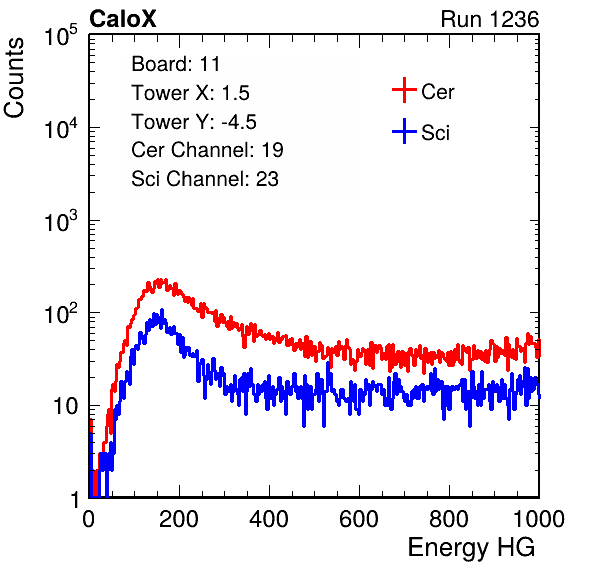 CaloX Run 1236
Counts
10^5
10^4
10^3
10^2
10
1
Board: 11
Tower X: 1.5
Tower Y: -4.5
Cer Channel: 19
Sci Channel: 23
Cer
Sci
0 200 400 600 800 1000
Energy HG